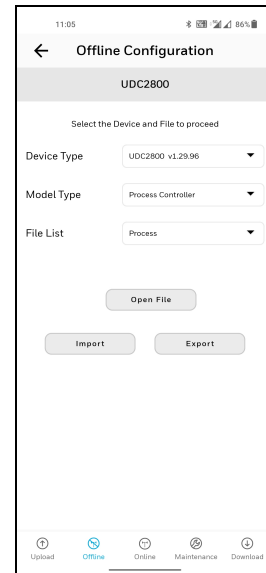 11:05
86%
Offline Configuration
UDC2800
Select the Device and File to proceed
Device Type
UDC2800 v1.29.96
Model Type
Process Controller
File List
Process
Open File
Import
Export
Upload
Offline
Online
Maintenance
Download